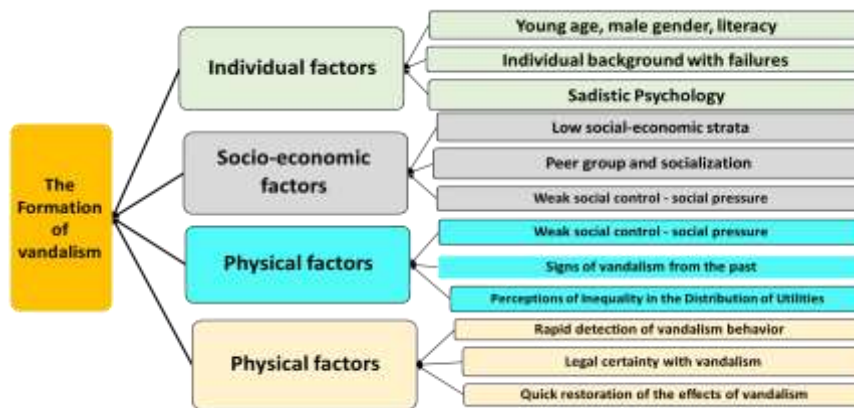 The
Formation
of
vandalism
Individual factors
Young age, male gender, literacy
Individual background with failures
Sadistic Psychology
Socio-economic
factors
Low social-economic strata
Peer group and socialization
Weak social control - social pressure
Physical factors
Weak social control - social pressure
Signs of vandalism from the past
Perceptions of Inequality in the Distribution of Utilities
Physical factors
Rapid detection of vandalism behavior
Legal certainty with vandalism
Quick restoration of the effects of vandalism